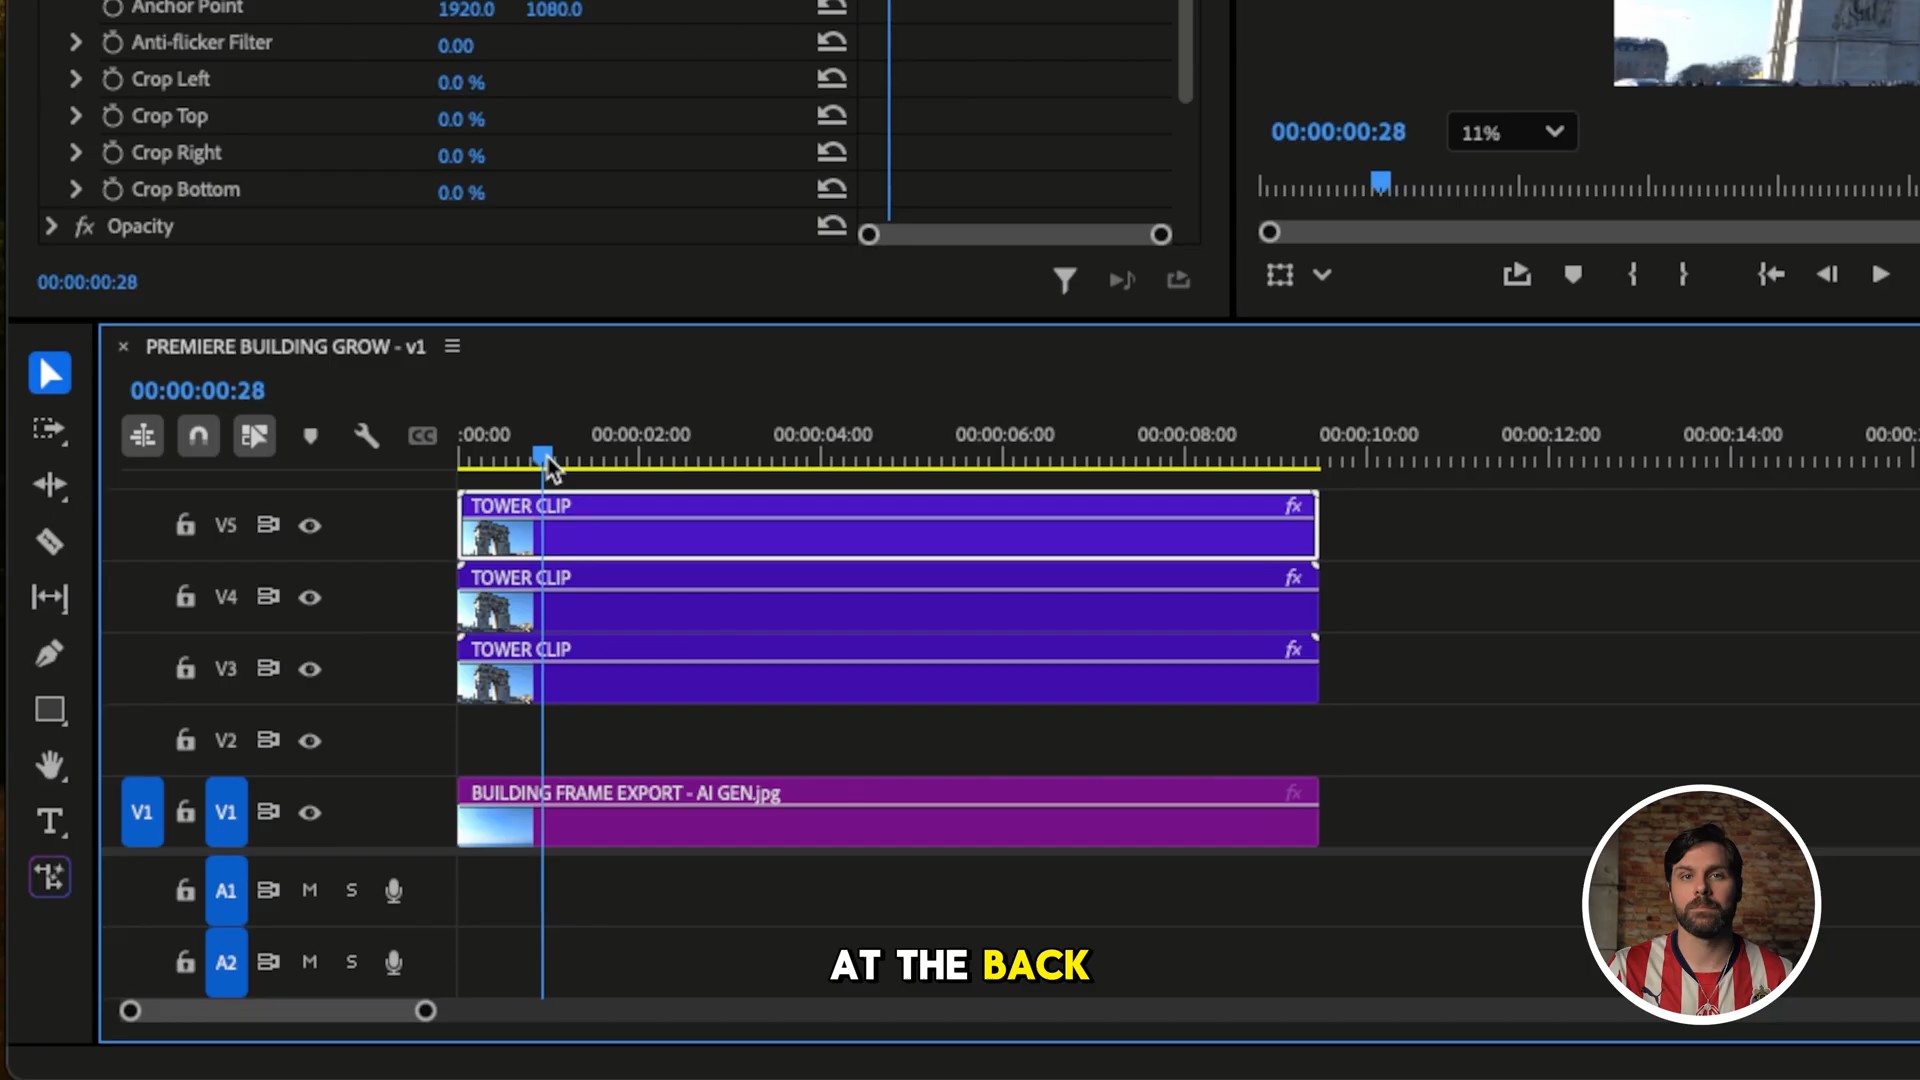 Anchor Point 1920.0 1080.0
Anti-flicker Filter 0.00
Crop Left 0.0 %
Crop Top 0.0 %
Crop Right 0.0 %
Crop Bottom 0.0 %
fx Opacity
00:00:00:28
00:00:00:28 11%
× PREMIERE BUILDING GROW - v1
00:00:00:28
CC
:00:00 00:00:02:00 00:00:04:00 00:00:06:00 00:00:08:00 00:00:10:00 00:00:12:00 00:00:14:00
V5 TOWER CLIP fx
V4 TOWER CLIP fx
V3 TOWER CLIP fx
V2
V1 V1 BUILDING FRAME EXPORT - AI GEN.jpg fx
A1 M S
A2 M S
AT THE BACK